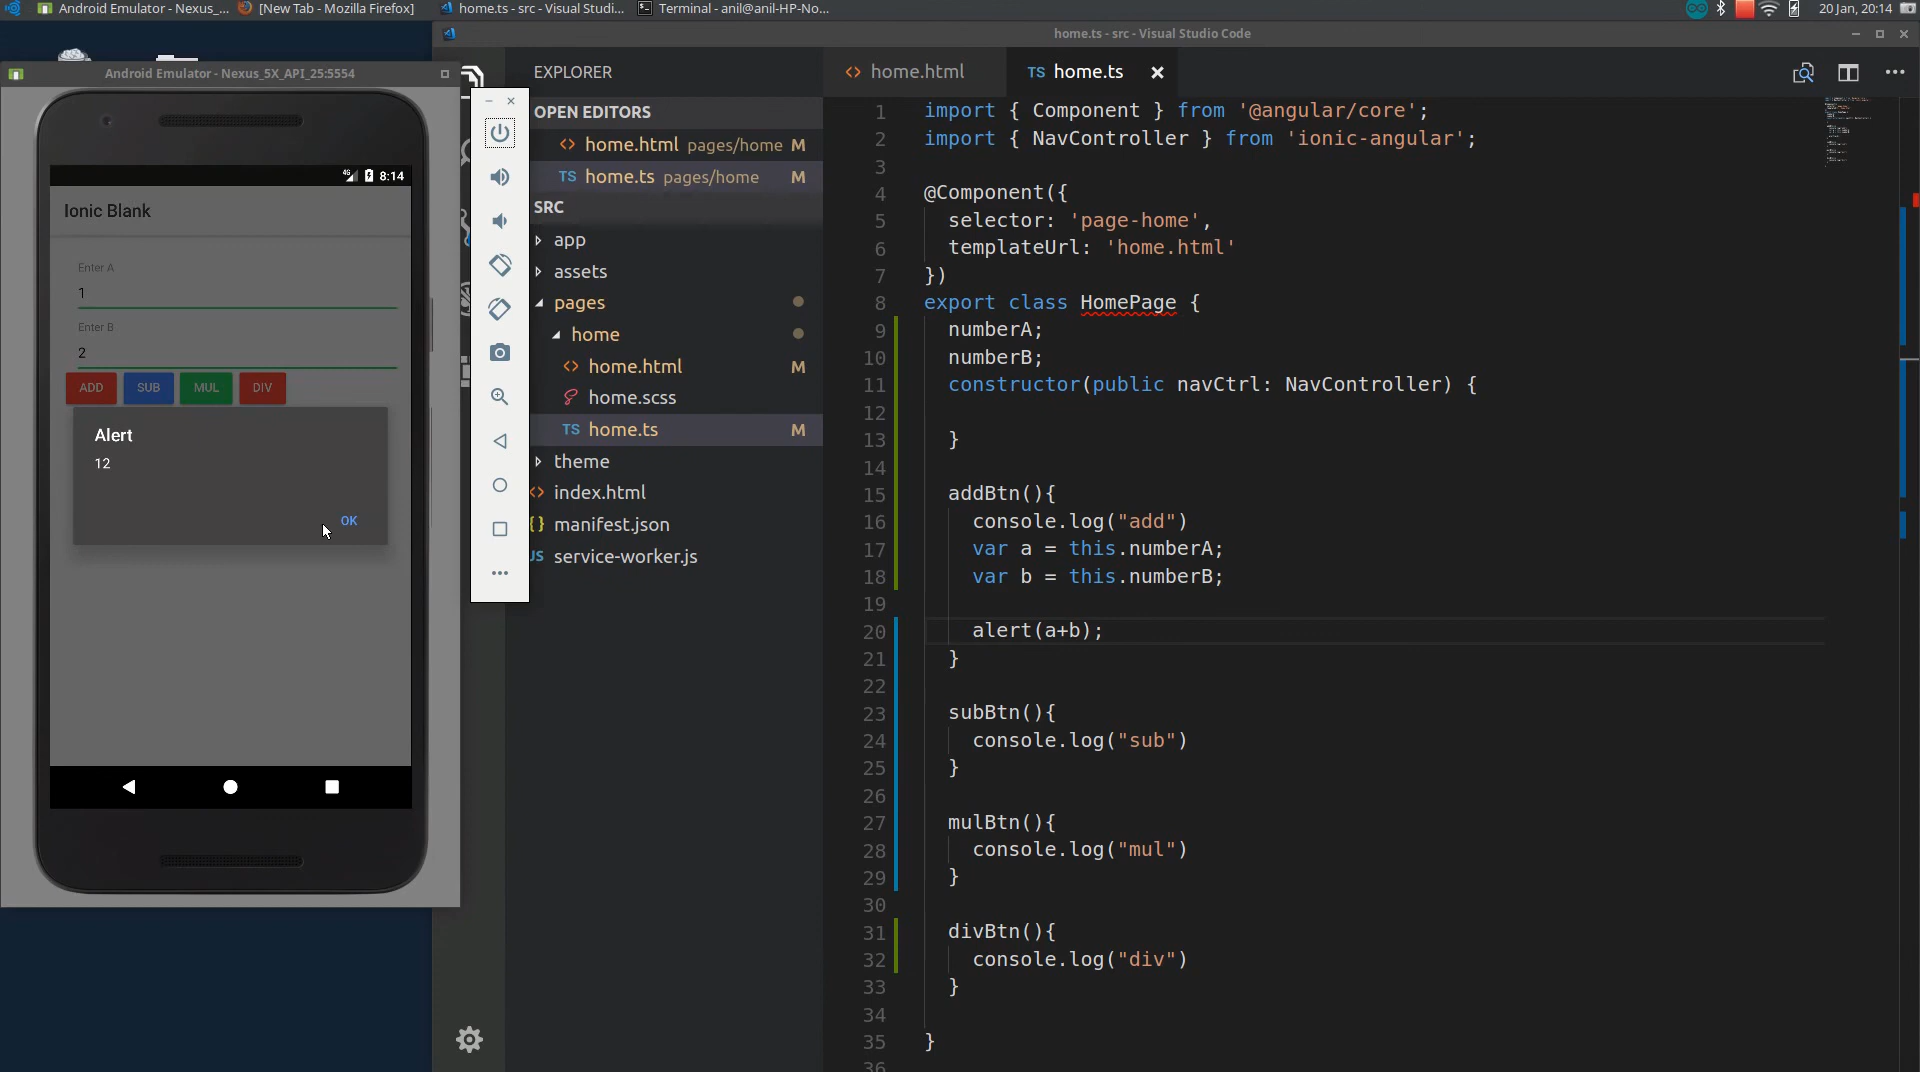 Android Emulator - Nexus_...
[New Tab - Mozilla Firefox]
home.ts - src - Visual Studi...
Terminal - anil@anil-HP-No...
20 Jan, 20:14
home.ts - src - Visual Studio Code
Android Emulator - Nexus_5X_API_25:5554
4G 8:14
Ionic Blank
Enter A
1
Enter B
2
ADD SUB MUL DIV
Alert
12
OK
EXPLORER
OPEN EDITORS
home.html pages/home M
TS home.ts pages/home M
SRC
app
assets
pages
home
home.html M
home.scss
TS home.ts M
theme
index.html
{} manifest.json
JS service-worker.js
home.html
TS home.ts
1 import { Component } from '@angular/core';
2 import { NavController } from 'ionic-angular';
3
4 @Component({
5 selector: 'page-home',
6 templateUrl: 'home.html'
7 })
8 export class HomePage {
9 numberA;
10 numberB;
11 constructor(public navCtrl: NavController) {
12
13 }
14
15 addBtn(){
16 console.log("add")
17 var a = this.numberA;
18 var b = this.numberB;
19
20 alert(a+b);
21 }
22
23 subBtn(){
24 console.log("sub")
25 }
26
27 mulBtn(){
28 console.log("mul")
29 }
30
31 divBtn(){
32 console.log("div")
33 }
34
35 }
36